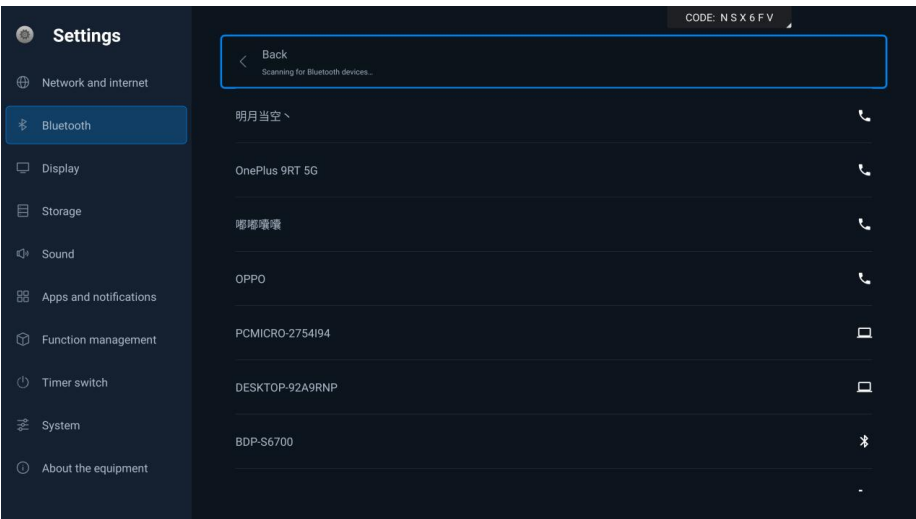 CODE: N S X 6 F V
Settings
Network and internet
Bluetooth
Display
Storage
Sound
Apps and notifications
Function management
Timer switch
System
About the equipment
Back
Scanning for Bluetooth devices...
明月当空丶
OnePlus 9RT 5G
嘟嘟囔囔
OPPO
PCMICRO-2754I94
DESKTOP-92A9RNP
BDP-S6700